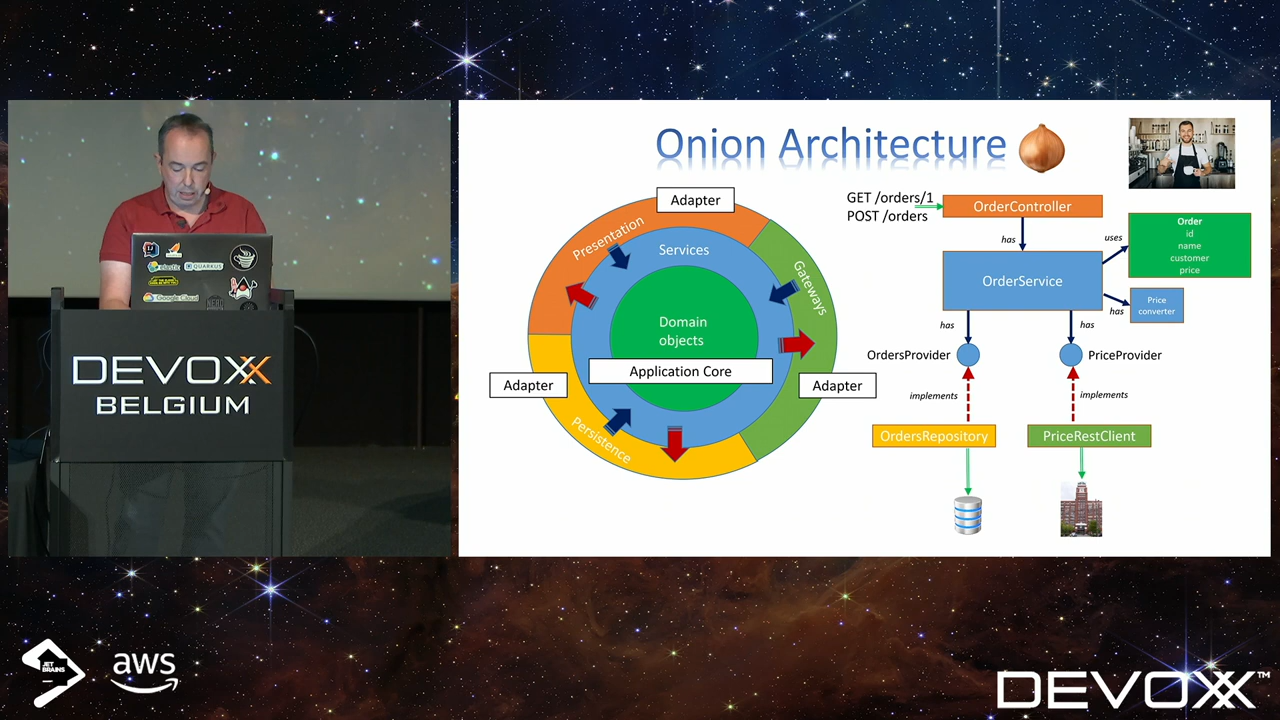 Onion Architecture
Adapter
Presentation
Services
Gateways
Domain
objects
Application Core
Adapter
Adapter
Persistence
GET /orders/1
POST /orders
OrderController
has
uses
Order
id
name
customer
price
OrderService
has
Price
converter
has
has
OrdersProvider
PriceProvider
implements
implements
OrdersRepository
PriceRestClient
QUARKUS
Google Cloud
DEVOXX
BELGIUM
JET
BRAINS
aws
DEVOXX™